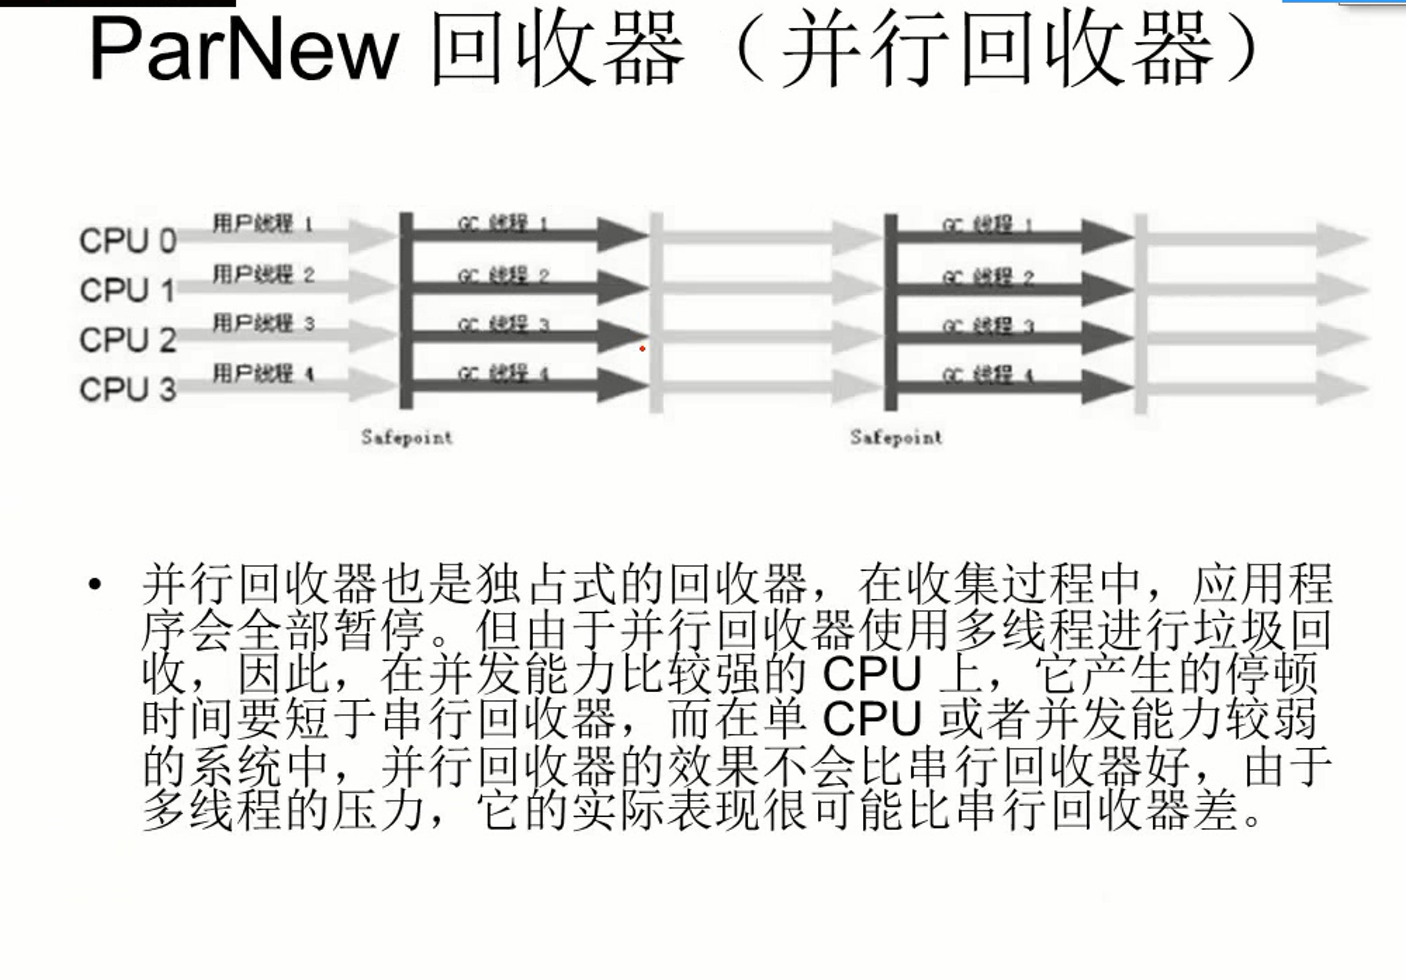 ParNew 回收器（并行回收器）
CPU 0 用户线程 1 GC 线程 1 GC 线程 1
CPU 1 用户线程 2 GC 线程 2 GC 线程 2
CPU 2 用户线程 3 GC 线程 3 GC 线程 3
CPU 3 用户线程 4 GC 线程 4 GC 线程 4
Safepoint Safepoint
• 并行回收器也是独占式的回收器，在收集过程中，应用程
序会全部暂停。但由于并行回收器使用多线程进行垃圾回
收，因此，在并发能力比较强的 CPU 上，它产生的停顿
时间要短于串行回收器，而在单 CPU 或者并发能力较弱
的系统中，并行回收器的效果不会比串行回收器好，由于
多线程的压力，它的实际表现很可能比串行回收器差。